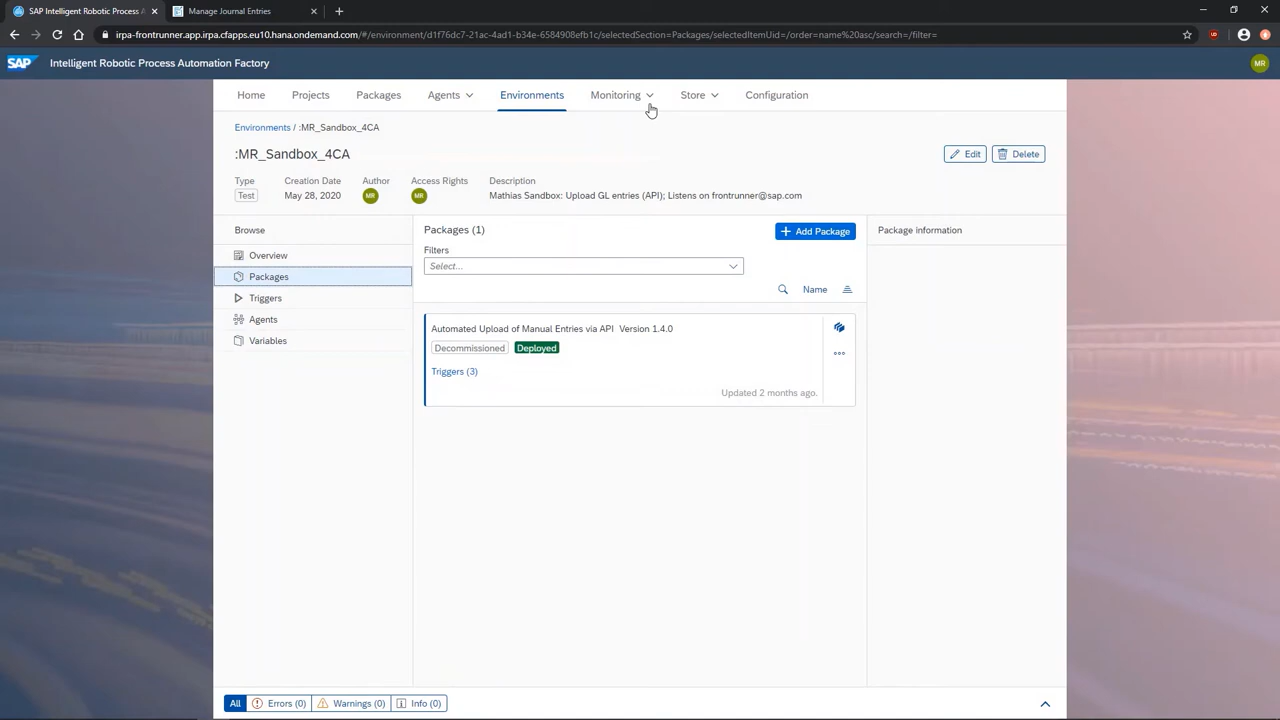 SAP Intelligent Robotic Process A
Manage Journal Entries
irpa-frontrunner.app.irpa.cfapps.eu10.hana.ondemand.com/#/environment/d1f76dc7-21ac-4ad1-b34e-6584908efb1c/selectedSection=Packages/selectedItemUid=/order=name%20asc/search=/filter=
SAP Intelligent Robotic Process Automation Factory
MR
Home Projects Packages Agents Environments Monitoring Store Configuration
Environments / :MR_Sandbox_4CA
:MR_Sandbox_4CA
Edit Delete
Type Creation Date Author Access Rights Description
Test May 28, 2020 MR MR Mathias Sandbox: Upload GL entries (API); Listens on frontrunner@sap.com
Browse
Overview
Packages
Triggers
Agents
Variables
Packages (1)
+ Add Package
Filters
Select...
Name
Automated Upload of Manual Entries via API Version 1.4.0
Decommissioned Deployed
Triggers (3)
Updated 2 months ago.
Package information
All Errors (0) Warnings (0) Info (0)